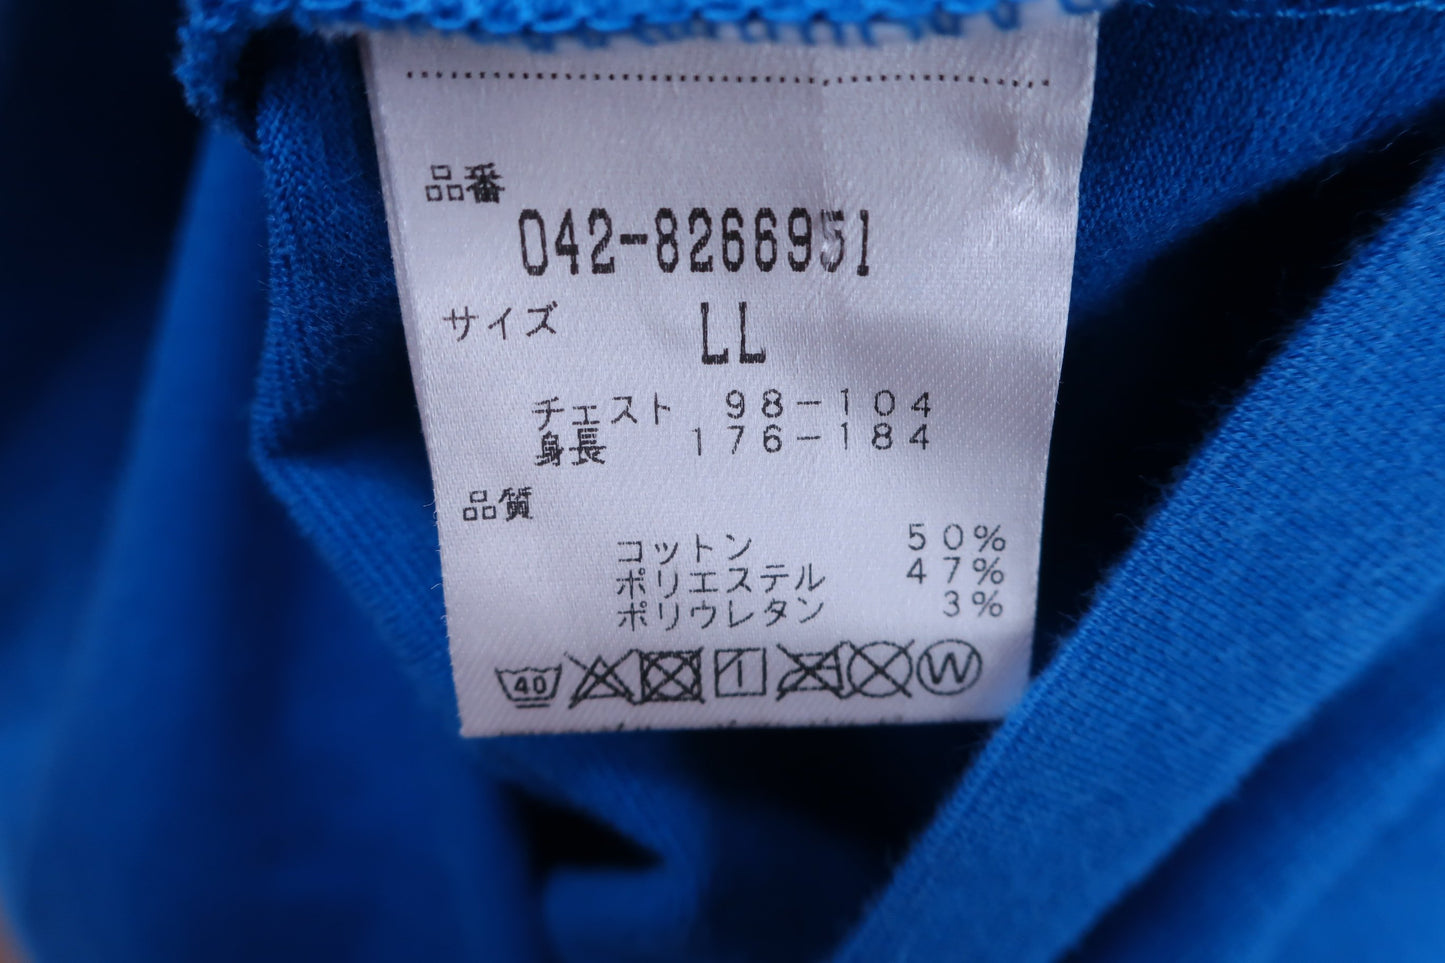 品番
042-8266951
サイズ LL
チェスト 98-104
身長 176-184
品質
コットン 50%
ポリエステル 47%
ポリウレタン 3%
40 W